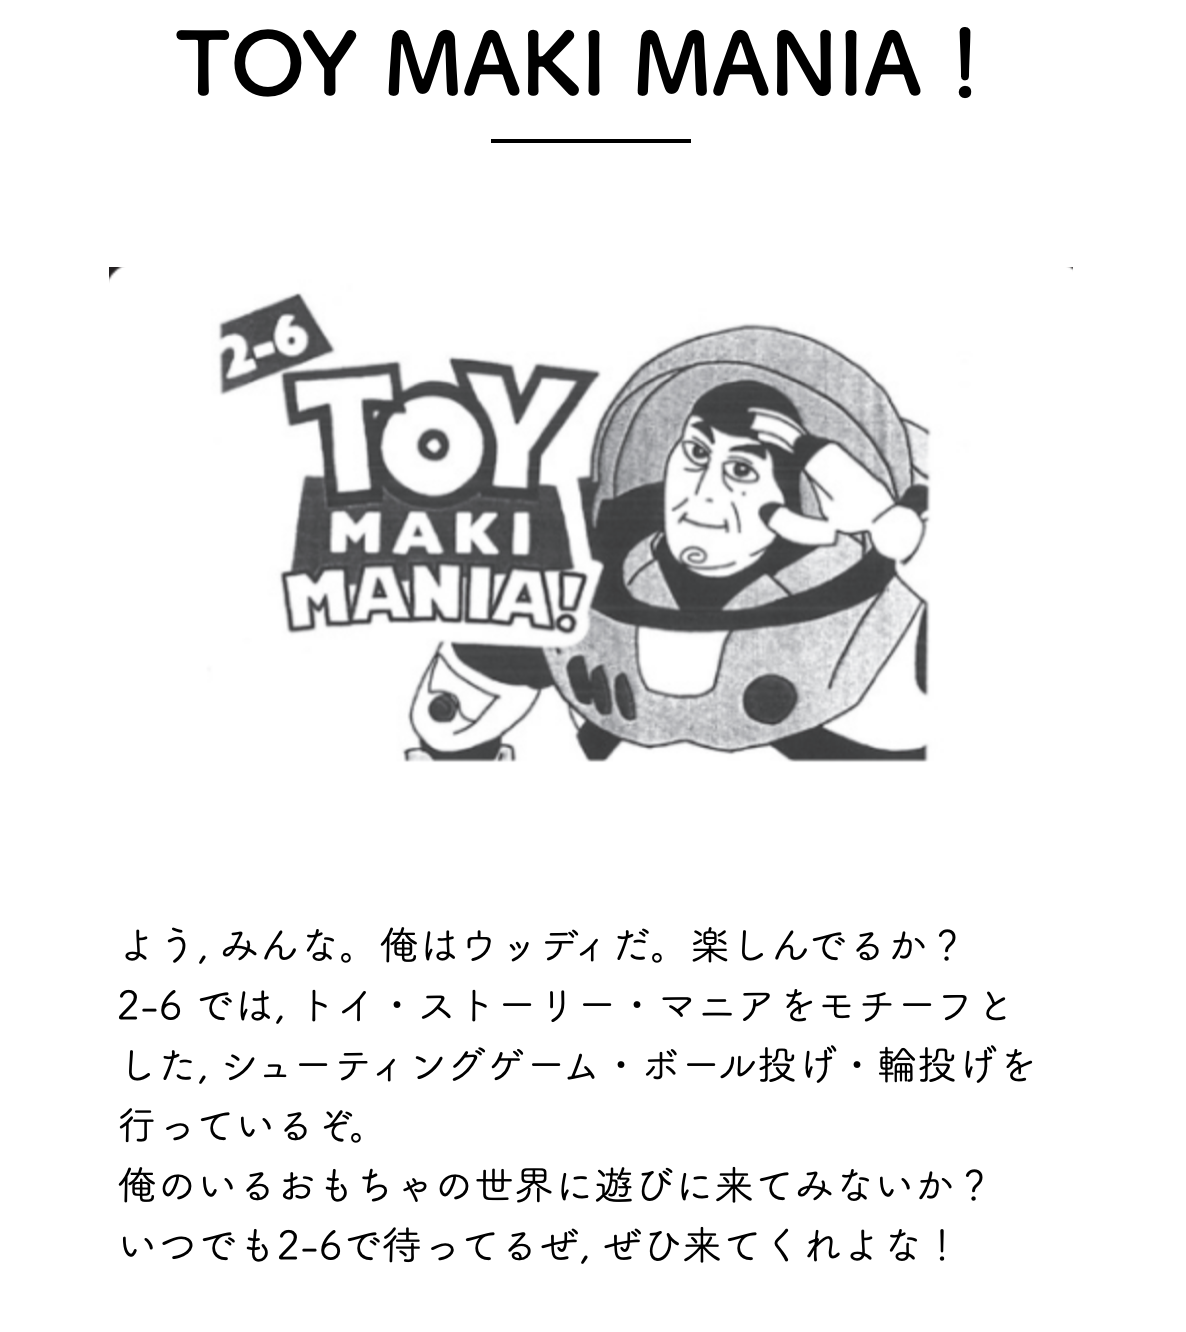 TOY MAKI MANIA！
2-6
TOY
MAKI
MANIA!
よう, みんな。俺はウッディだ。楽しんでるか？
2-6 では, トイ・ストーリー・マニアをモチーフと
した, シューティングゲーム・ボール投げ・輪投げを
行っているぞ。
俺のいるおもちゃの世界に遊びに来てみないか？
いつでも2-6で待ってるぜ, ぜひ来てくれよな！